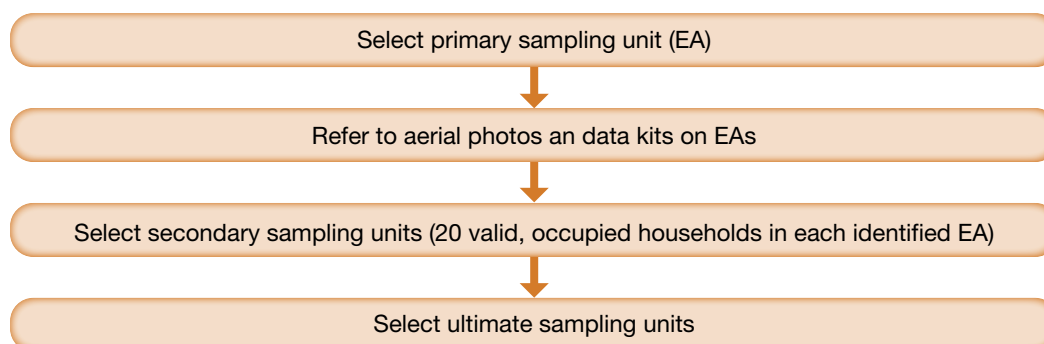 Select primary sampling unit (EA)
Refer to aerial photos an data kits on EAs
Select secondary sampling units (20 valid, occupied households in each identified EA)
Select ultimate sampling units